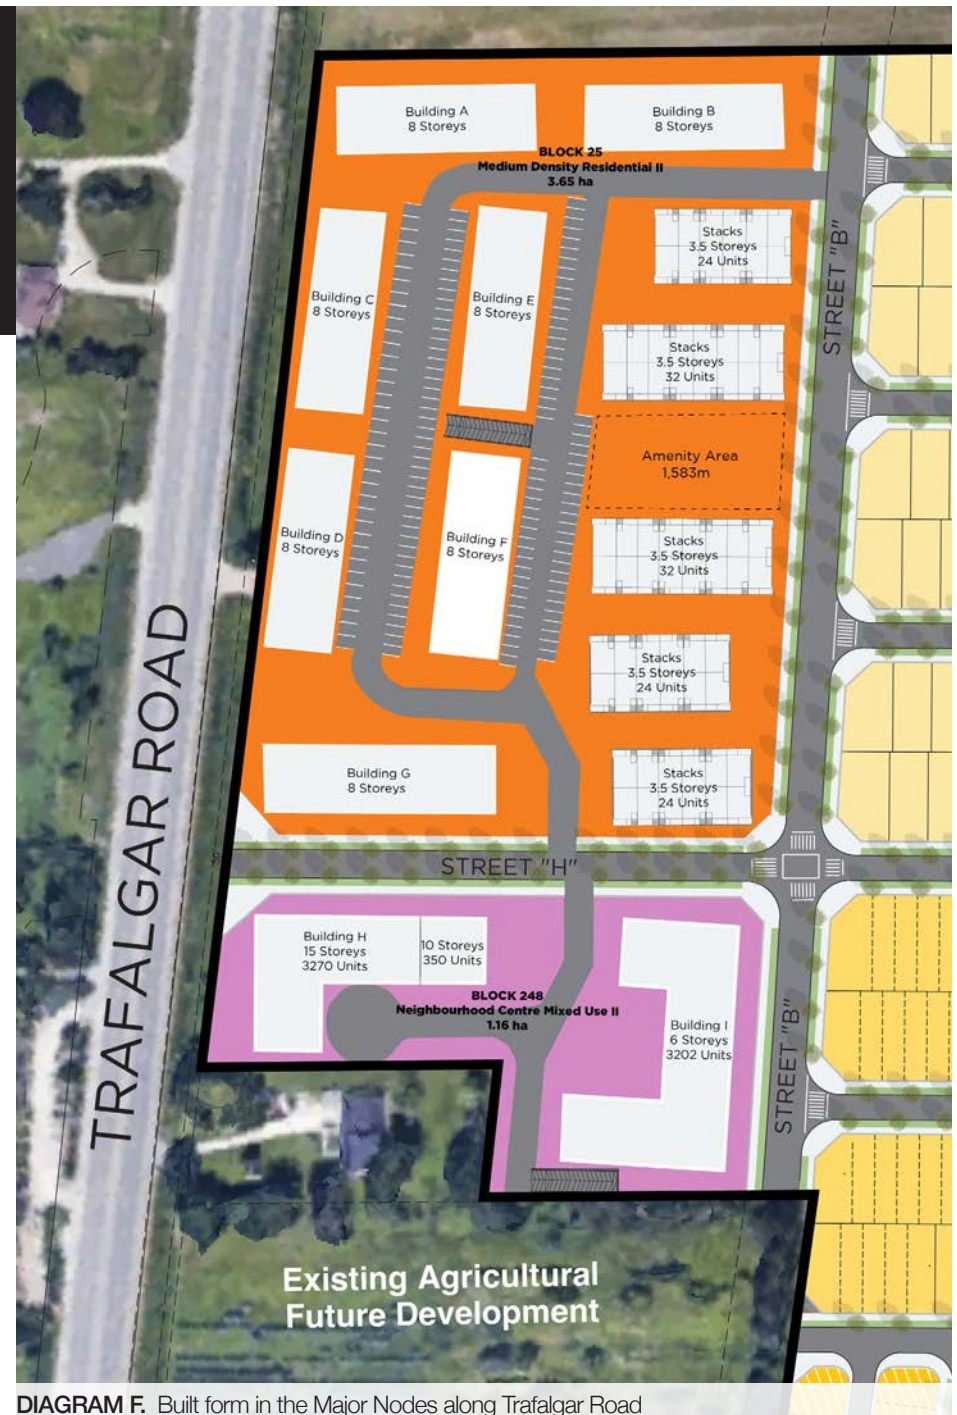 Building A
8 Storeys
Building B
8 Storeys
BLOCK 25
Medium Density Residential II
3.65 ha
Stacks
3.5 Storeys
24 Units
STREET "B"
Building C
8 Storeys
Building E
8 Storeys
Stacks
3.5 Storeys
32 Units
Amenity Area
1,583m
Building D
8 Storeys
Building F
8 Storeys
Stacks
3.5 Storeys
32 Units
Stacks
3.5 Storeys
24 Units
TRAFALGAR ROAD
Building G
8 Storeys
Stacks
3.5 Storeys
24 Units
STREET "H"
Building H
15 Storeys
3270 Units
10 Storeys
350 Units
BLOCK 248
Neighbourhood Centre Mixed Use II
1.16 ha
Building I
6 Storeys
3202 Units
STREET "B"
Existing Agricultural
Future Development
DIAGRAM F. Built form in the Major Nodes along Trafalgar Road